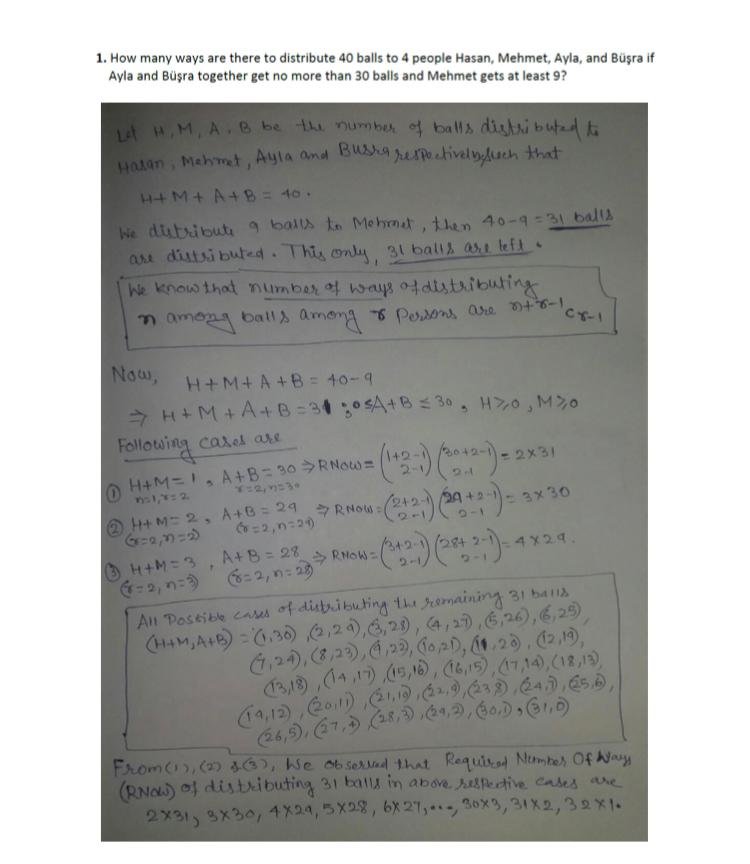 1. How many ways are there to distribute 40 balls to 4 people Hasan, Mehmet, Ayla, and Büşra if
Ayla and Büşra together get no more than 30 balls and Mehmet gets at least 9?
Let H, M, A, B be the number of balls distributed to
Hasan, Mehmet, Ayla and Bushra respectively such that
H+M+A+B = 40.
We distribute 9 balls to Mehmet, then 40-9 = 31 balls
are distributed. This only, 31 balls are left.
We know that number of ways of distributing
n among balls among r Persons are n+r-1 C r-1
Now, H+M+A+B = 40-9
⇒ H+M+A+B = 31 ; 0≤A+B ≤ 30, H≥0, M≥0
Following cases are
① H+M=1, A+B=30 ⇒ RNOW = (1+2-1 2-1) (30+2-1 2-1) = 2×31
n=1, r=2 r=2, n=30
② H+M=2, A+B=29 ⇒ RNOW = (2+2-1 2-1) (29+2-1 2-1) = 3×30
(r=2, n=2) (r=2, n=29)
③ H+M=3, A+B=28 ⇒ RNOW = (3+2-1 2-1) (28+2-1 2-1) = 4×29.
(r=2, n=3) (r=2, n=28)
All Possible cases of distributing the remaining 31 balls
(H+M, A+B) = (1,30), (2,29), (3,28), (4,27), (5,26), (6,25),
(7,24), (8,23), (9,22), (10,21), (11,20), (12,19),
(13,18), (14,17), (15,16), (16,15), (17,14), (18,13),
(19,12), (20,11), (21,10), (22,9), (23,8), (24,7), (25,6),
(26,5), (27,4), (28,3), (29,2), (30,1), (31,0)
From (1), (2) & (3), We observed that Required Number Of Ways
(RNOW) of distributing 31 balls in above respective cases are
2×31, 3×30, 4×29, 5×28, 6×27, ..., 30×3, 31×2, 32×1.